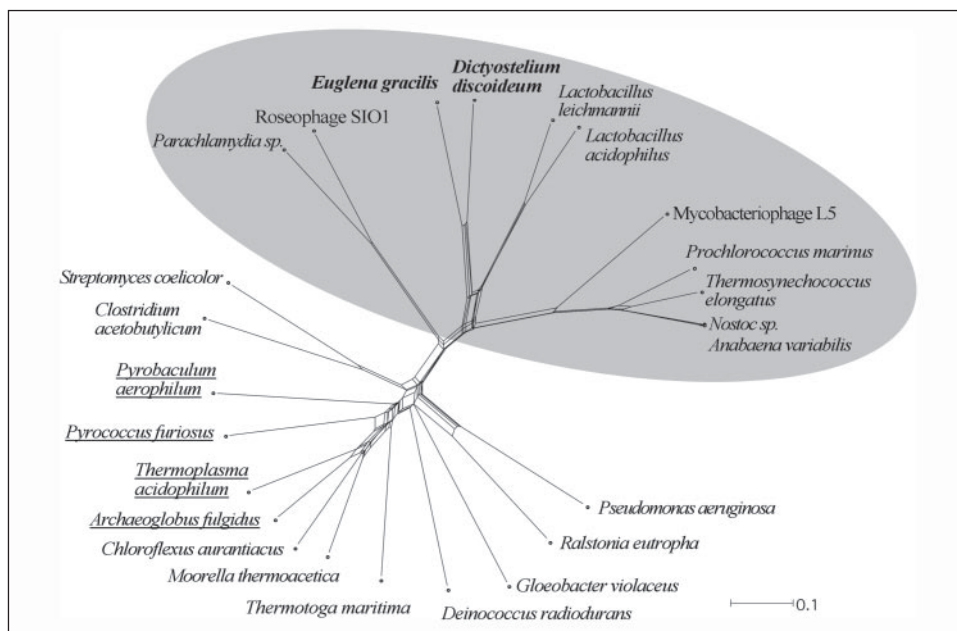 Euglena gracilis
Dictyostelium
discoideum
Lactobacillus
leichmannii
Roseophage SIO1
Lactobacillus
acidophilus
Parachlamydia sp.
Mycobacteriophage L5
Prochlorococcus marinus
Streptomyces coelicolor
Thermosynechococcus
elongatus
Clostridium
acetobutylicum
Nostoc sp.
Anabaena variabilis
Pyrobaculum
aerophilum
Pyrococcus furiosus
Thermoplasma
acidophilum
Pseudomonas aeruginosa
Archaeoglobus fulgidus
Ralstonia eutropha
Chloroflexus aurantiacus
Moorella thermoacetica
Gloeobacter violaceus
Thermotoga maritima
Deinococcus radiodurans
0.1